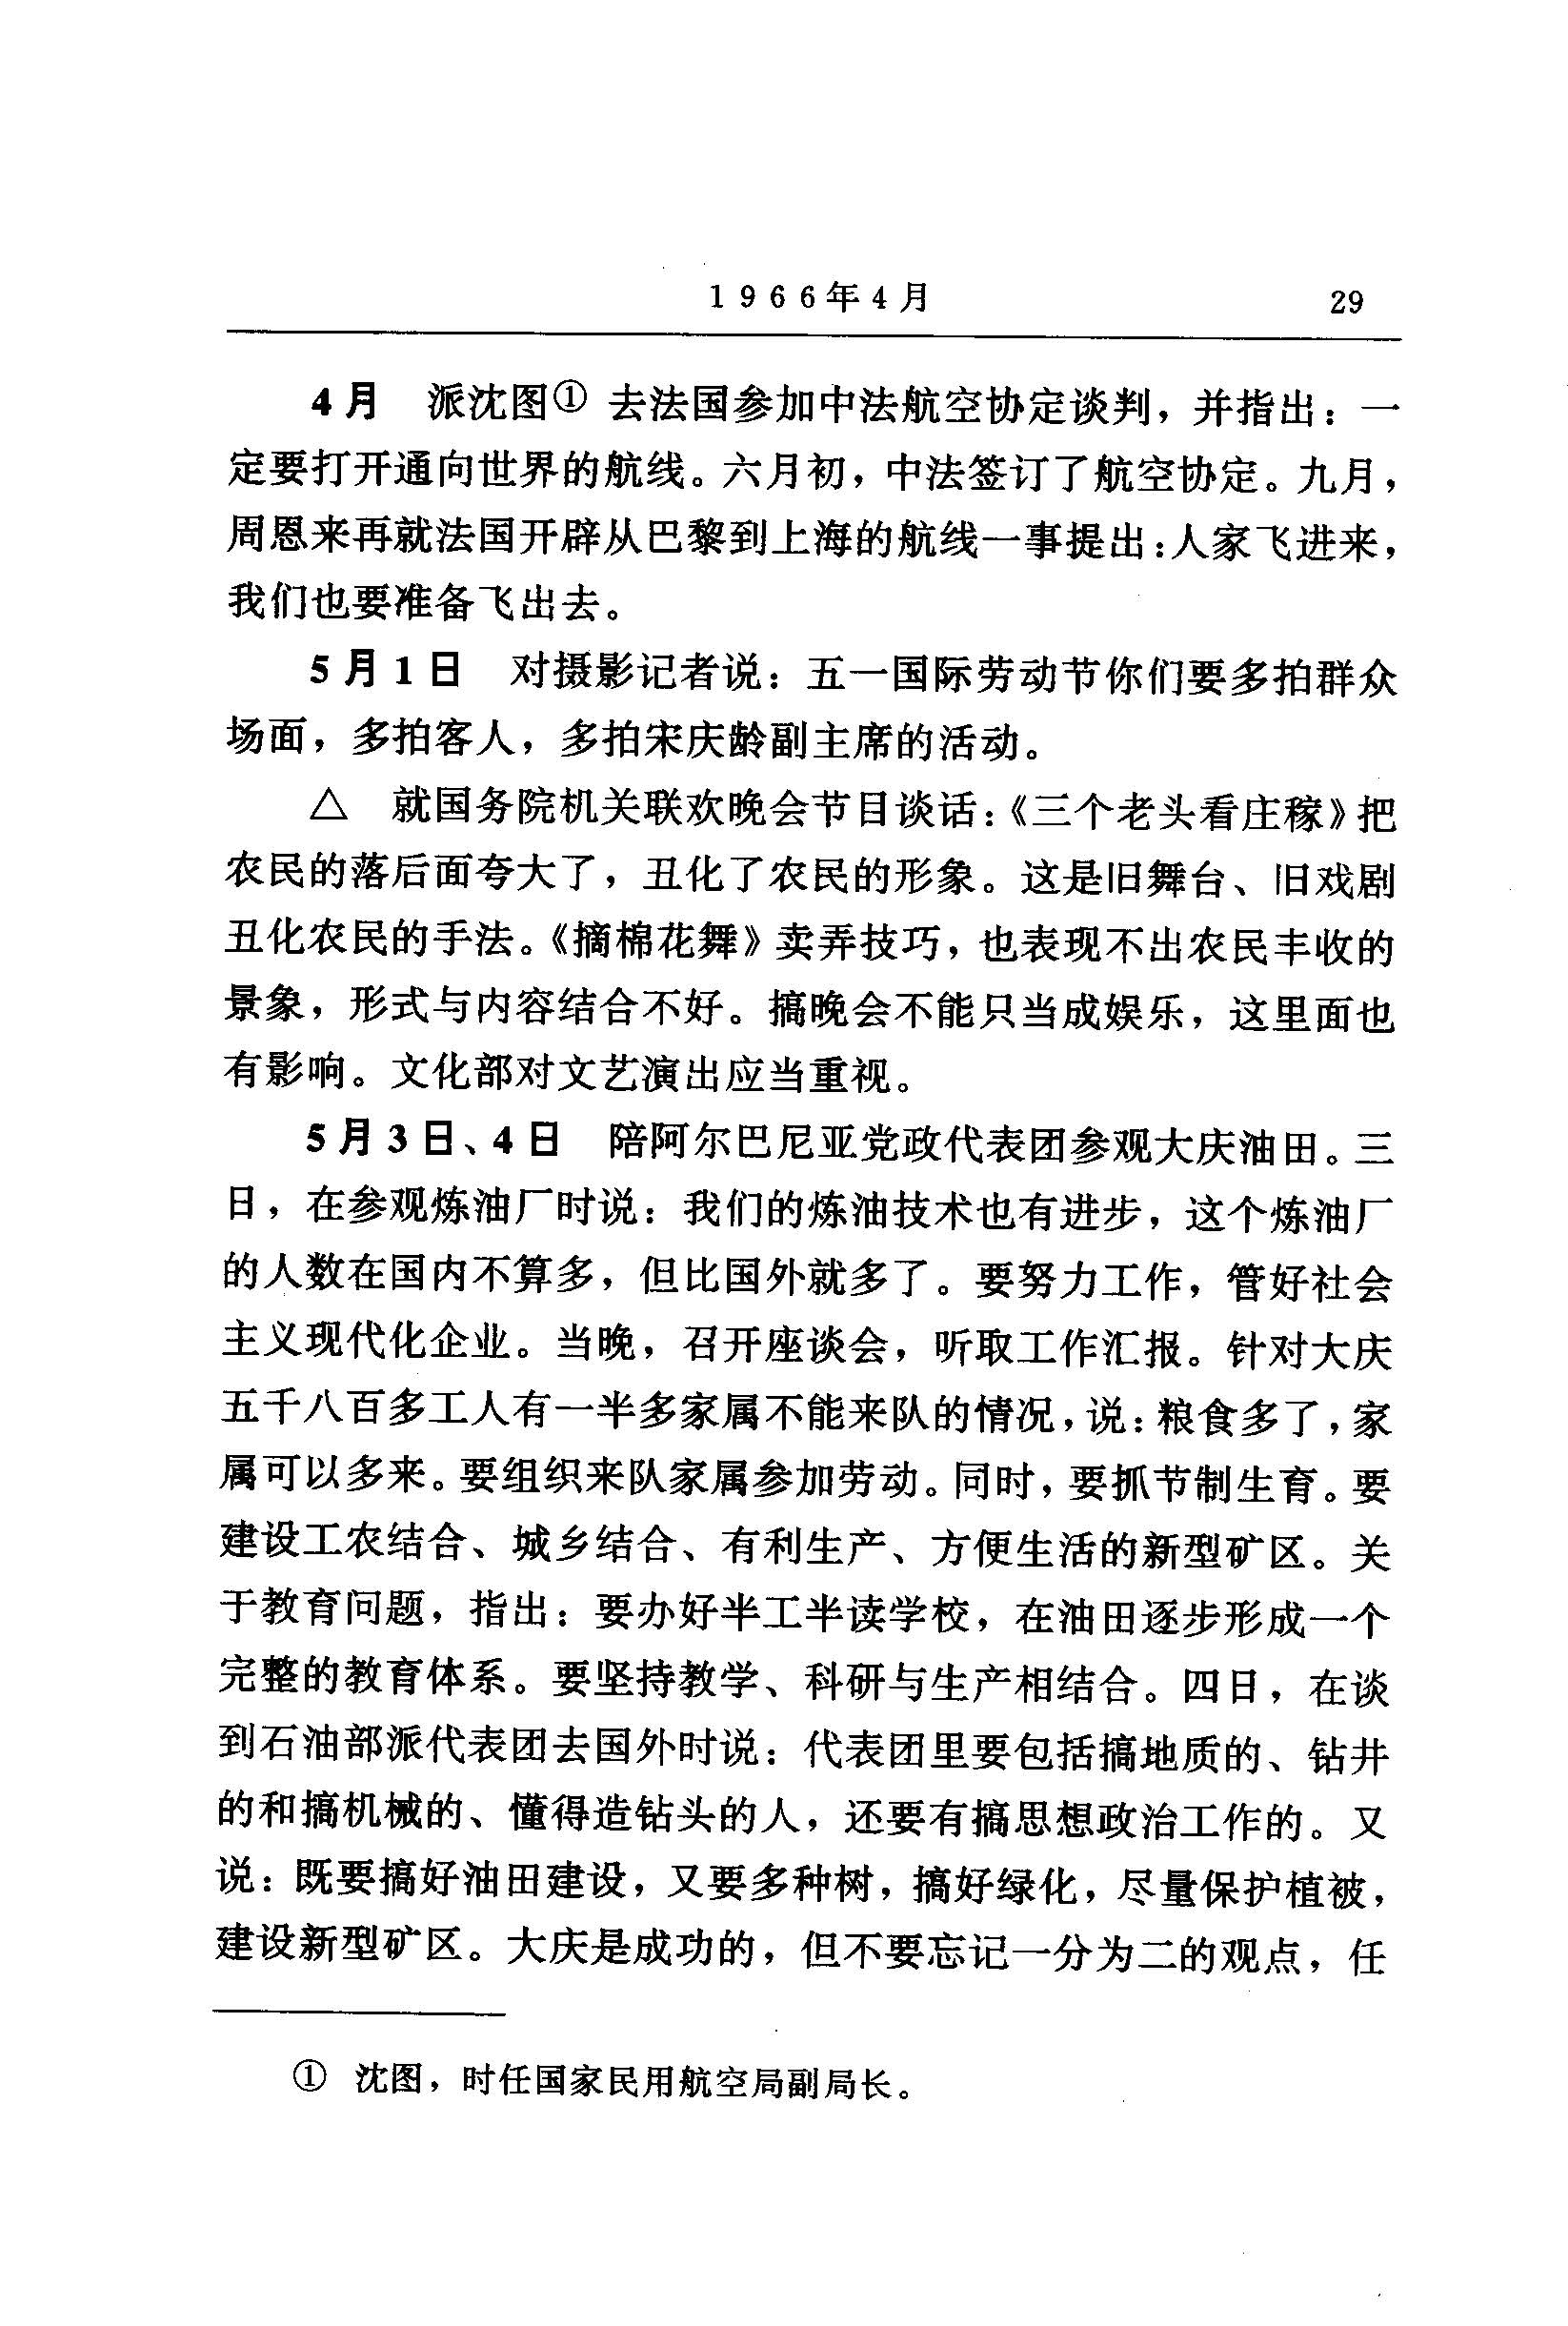 1966年4月 29
4月 派沈图① 去法国参加中法航空协定谈判，并指出：一
定要打开通向世界的航线。六月初，中法签订了航空协定。九月，
周恩来再就法国开辟从巴黎到上海的航线一事提出：人家飞进来，
我们也要准备飞出去。
5月1日 对摄影记者说：五一国际劳动节你们要多拍群众
场面，多拍客人，多拍宋庆龄副主席的活动。
△ 就国务院机关联欢晚会节目谈话：《三个老头看庄稼》把
农民的落后面夸大了，丑化了农民的形象。这是旧舞台、旧戏剧
丑化农民的手法。《摘棉花舞》卖弄技巧，也表现不出农民丰收的
景象，形式与内容结合不好。搞晚会不能只当成娱乐，这里面也
有影响。文化部对文艺演出应当重视。
5月3日、4日 陪阿尔巴尼亚党政代表团参观大庆油田。三
日，在参观炼油厂时说：我们的炼油技术也有进步，这个炼油厂
的人数在国内不算多，但比国外就多了。要努力工作，管好社会
主义现代化企业。当晚，召开座谈会，听取工作汇报。针对大庆
五千八百多工人有一半多家属不能来队的情况，说：粮食多了，家
属可以多来。要组织来队家属参加劳动。同时，要抓节制生育。要
建设工农结合、城乡结合、有利生产、方便生活的新型矿区。关
于教育问题，指出：要办好半工半读学校，在油田逐步形成一个
完整的教育体系。要坚持教学、科研与生产相结合。四日，在谈
到石油部派代表团去国外时说：代表团里要包括搞地质的、钻井
的和搞机械的、懂得造钻头的人，还要有搞思想政治工作的。又
说：既要搞好油田建设，又要多种树，搞好绿化，尽量保护植被，
建设新型矿区。大庆是成功的，但不要忘记一分为二的观点，任
① 沈图，时任国家民用航空局副局长。